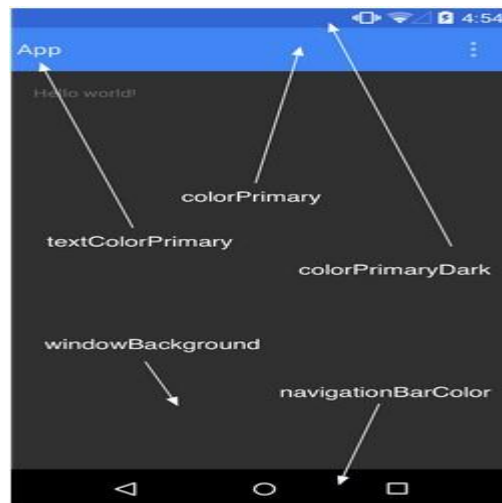 4:54
App
Hello world!
colorPrimary
textColorPrimary
colorPrimaryDark
windowBackground
navigationBarColor